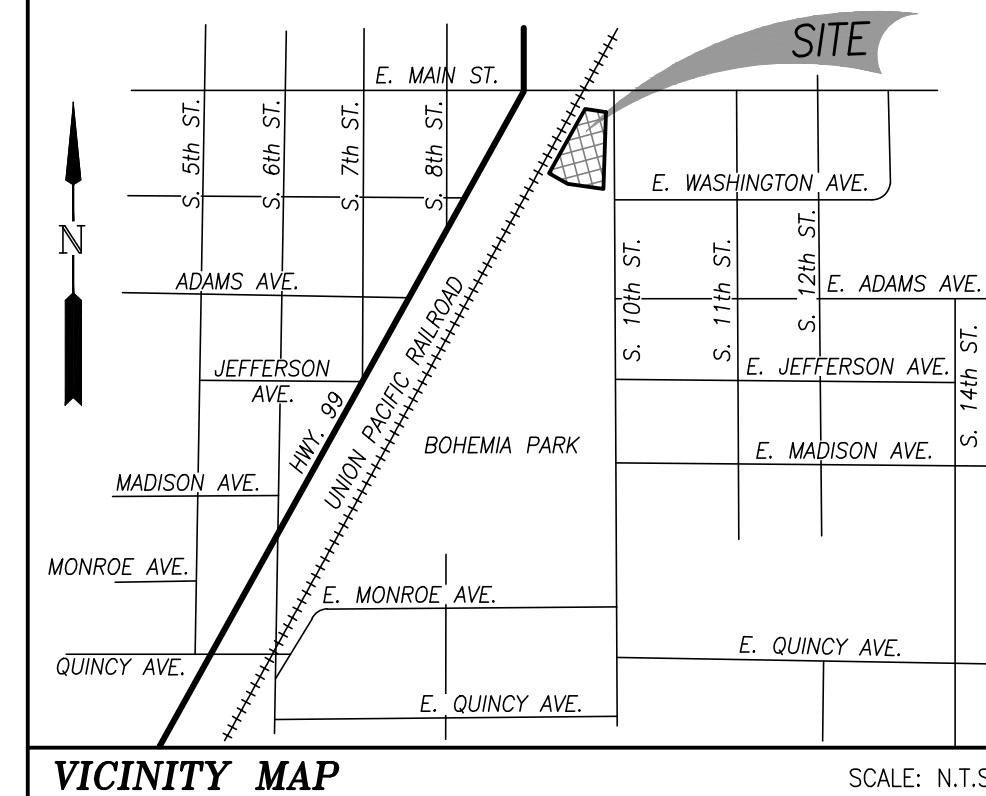 SITE
E. MAIN ST.
S. 5th ST.
S. 6th ST.
S. 7th ST.
S. 8th ST.
E. WASHINGTON AVE.
N
S. 10th ST.
S. 11th ST.
S. 12th ST.
ADAMS AVE.
E. ADAMS AVE.
UNION PACIFIC RAILROAD
JEFFERSON
AVE.
E. JEFFERSON AVE.
S. 14th ST.
HWY. 99
BOHEMIA PARK
E. MADISON AVE.
MADISON AVE.
MONROE AVE.
E. MONROE AVE.
E. QUINCY AVE.
QUINCY AVE.
E. QUINCY AVE.
VICINITY MAP
SCALE: N.T.S